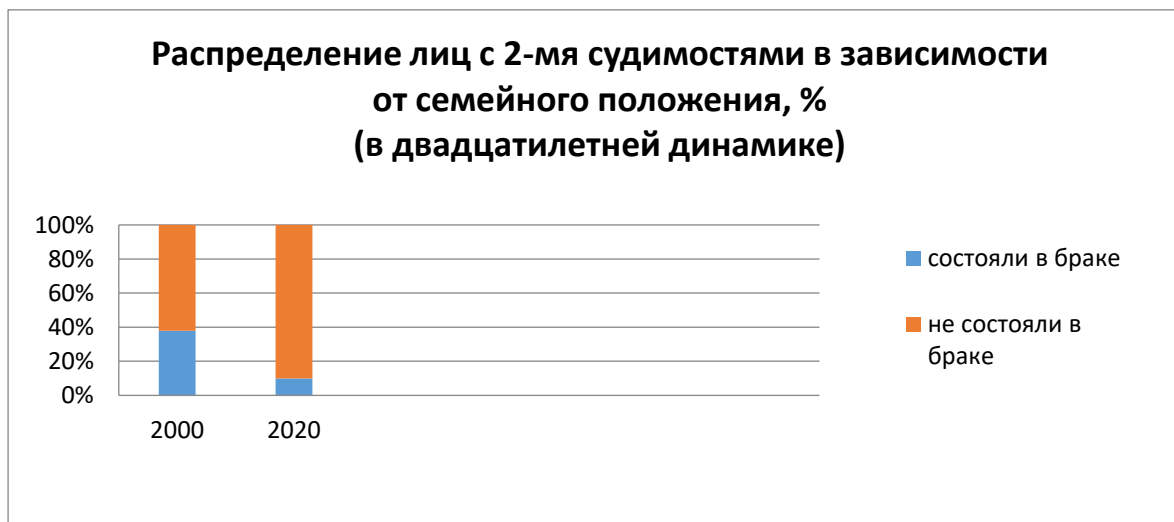 Распределение лиц с 2-мя судимостями в зависимости
от семейного положения, %
(в двадцатилетней динамике)
100%
80%
60%
40%
20%
0%
2000 2020
состояли в браке
не состояли в
браке